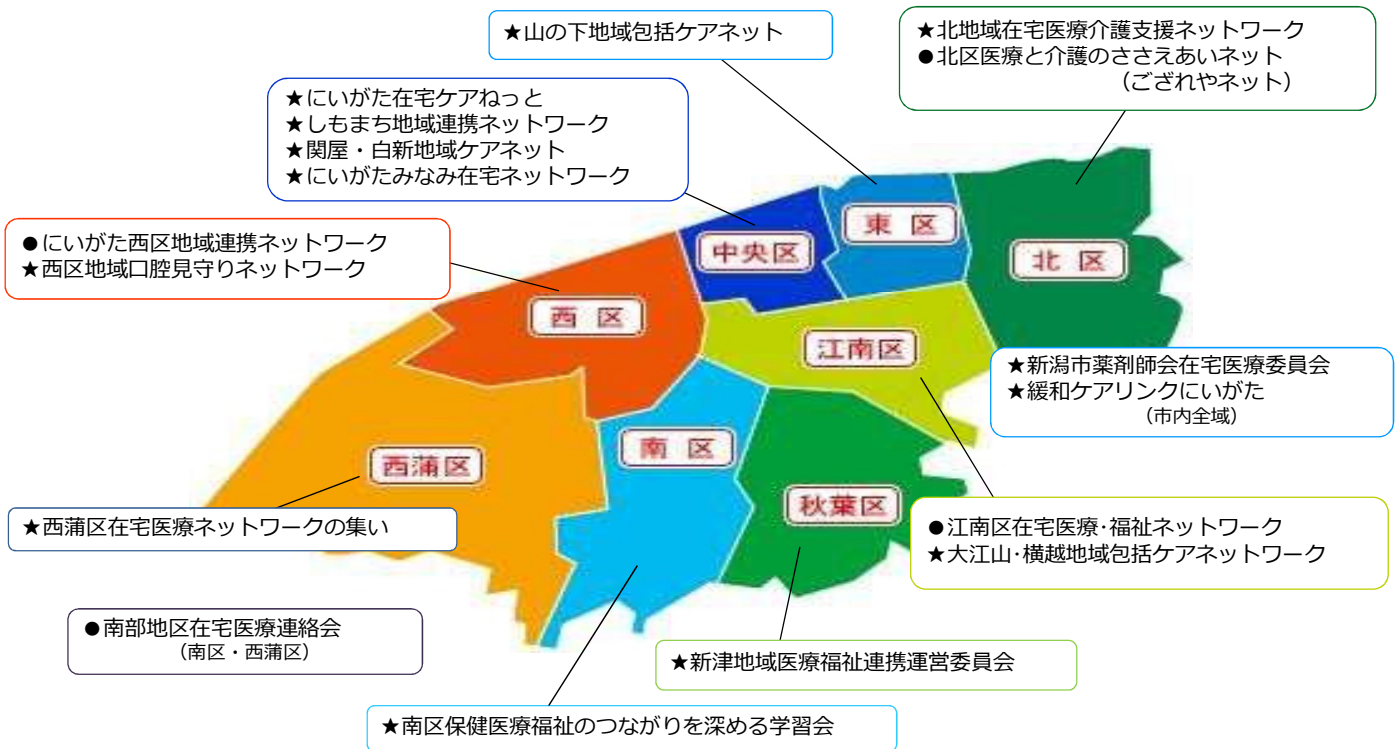 ★山の下地域包括ケアネット
★北地域在宅医療介護支援ネットワーク
●北区医療と介護のささえあいネット
（ござれやネット）
★にいがた在宅ケアねっと
★しもまち地域連携ネットワーク
★関屋・白新地域ケアネット
★にいがたみなみ在宅ネットワーク
●にいがた西区地域連携ネットワーク
★西区地域口腔見守りネットワーク
東 区
中央区
北 区
西 区
江南区
★新潟市薬剤師会在宅医療委員会
★緩和ケアリンクにいがた
（市内全域）
南 区
西蒲区
秋葉区
★西蒲区在宅医療ネットワークの集い
●江南区在宅医療・福祉ネットワーク
★大江山・横越地域包括ケアネットワーク
●南部地区在宅医療連絡会
（南区・西蒲区）
★新津地域医療福祉連携運営委員会
★南区保健医療福祉のつながりを深める学習会